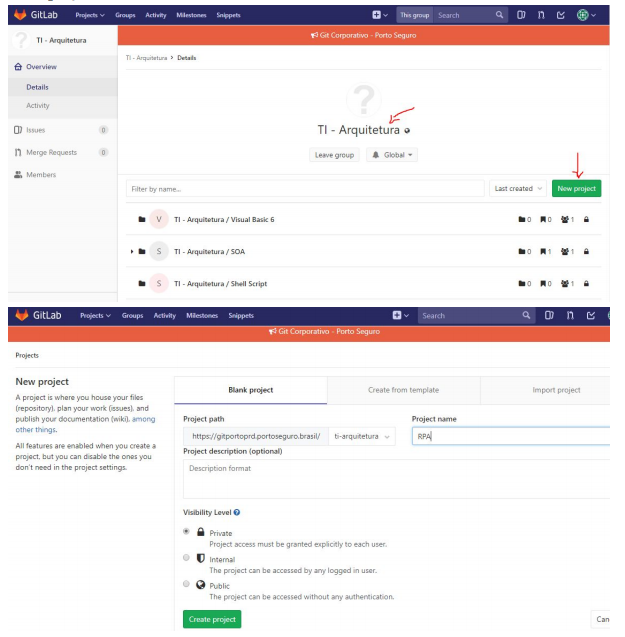 GitLab Projects Groups Activity Milestones Snippets This group Search
Git Corporativo - Porto Seguro
? TI - Arquitetura
TI - Arquitetura > Details
Overview
Details
Activity
Issues 0
Merge Requests 0
Members
?
TI - Arquitetura
Leave group Global
Filter by name... Last created New project
V TI - Arquitetura / Visual Basic 6 0 0 1
S TI - Arquitetura / SOA 0 1 1
S TI - Arquitetura / Shell Script 0 0 1
GitLab Projects Groups Activity Milestones Snippets Search
Git Corporativo - Porto Seguro
Projects
New project
A project is where you house your files
(repository), plan your work (issues), and
publish your documentation (wiki), among
other things.
All features are enabled when you create a
project, but you can disable the ones you
don't need in the project settings.
Blank project Create from template Import project
Project path Project name
https://gitportoprd.portoseguro.brasil/ ti-arquitetura RPA
Project description (optional)
Description format
Visibility Level
Private
Project access must be granted explicitly to each user.
Internal
The project can be accessed by any logged in user.
Public
The project can be accessed without any authentication.
Create project Can